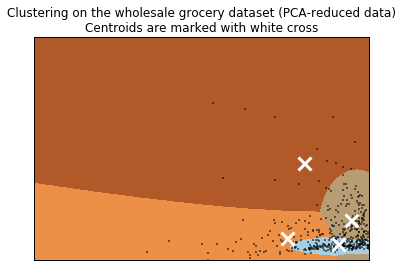 Clustering on the wholesale grocery dataset (PCA-reduced data)
Centroids are marked with white cross